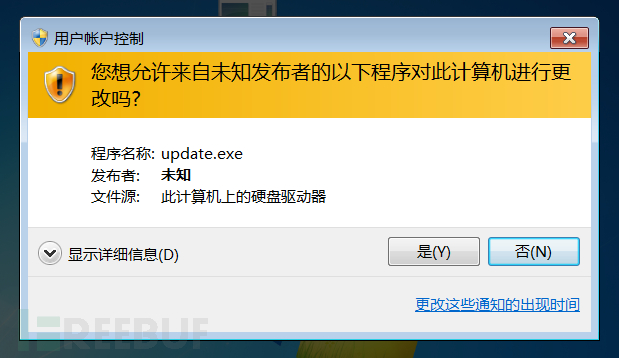 用户帐户控制
您想允许来自未知发布者的以下程序对此计算机进行更
改吗?
程序名称: update.exe
发布者: 未知
文件源: 此计算机上的硬盘驱动器
显示详细信息(D)
是(Y)
否(N)
更改这些通知的出现时间
FREEBUF